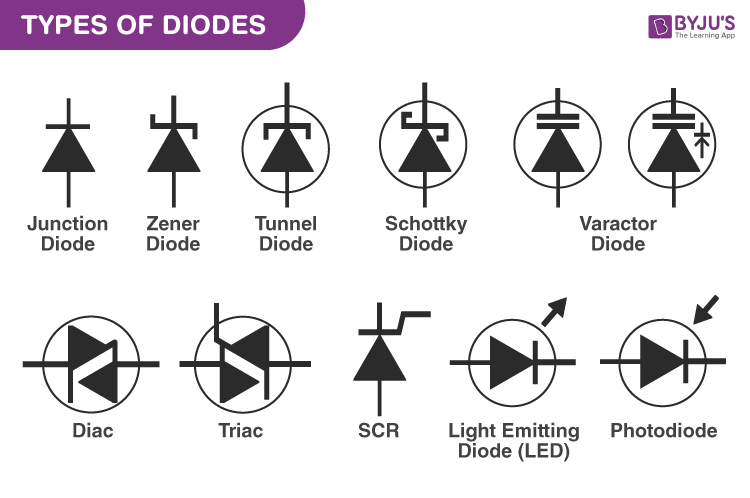 TYPES OF DIODES
BYJU'S
The Learning App
Junction
Diode
Zener
Diode
Tunnel
Diode
Schottky
Diode
Varactor
Diode
Diac
Triac
SCR
Light Emitting
Diode (LED)
Photodiode